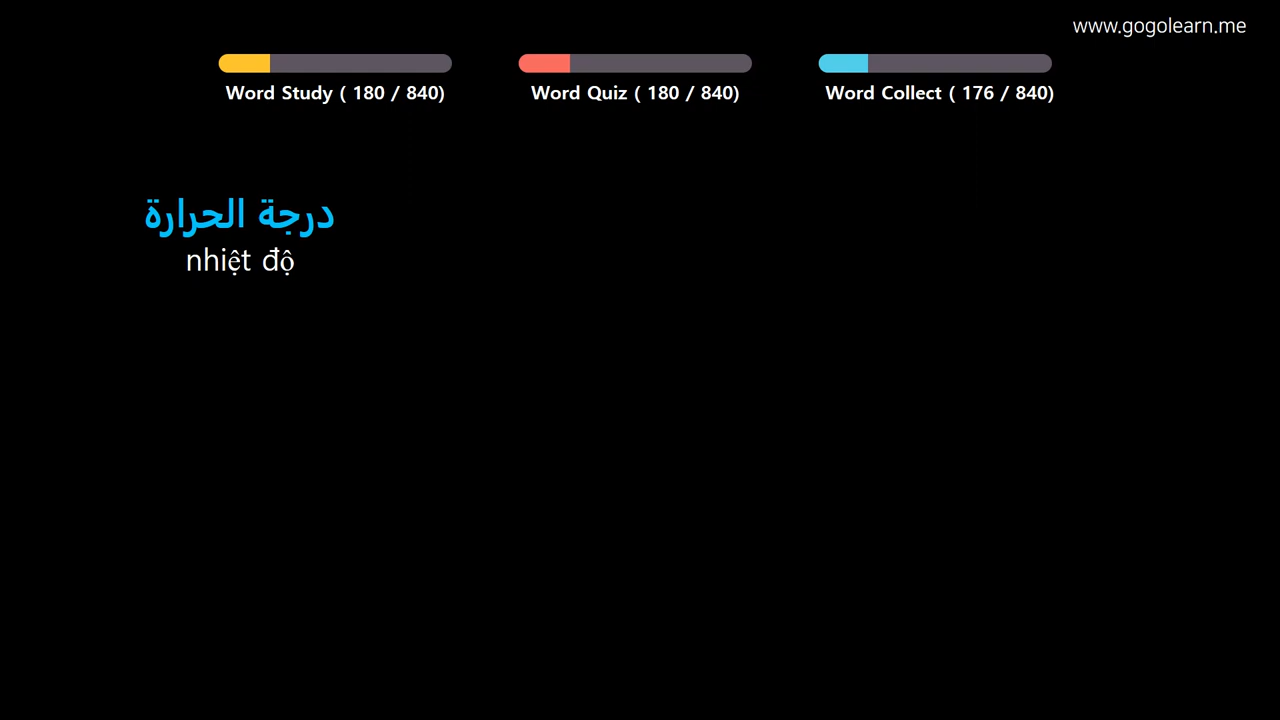 www.gogolearn.me
Word Study ( 180 / 840)
Word Quiz ( 180 / 840)
Word Collect ( 176 / 840)
درجة الحرارة
nhiệt độ